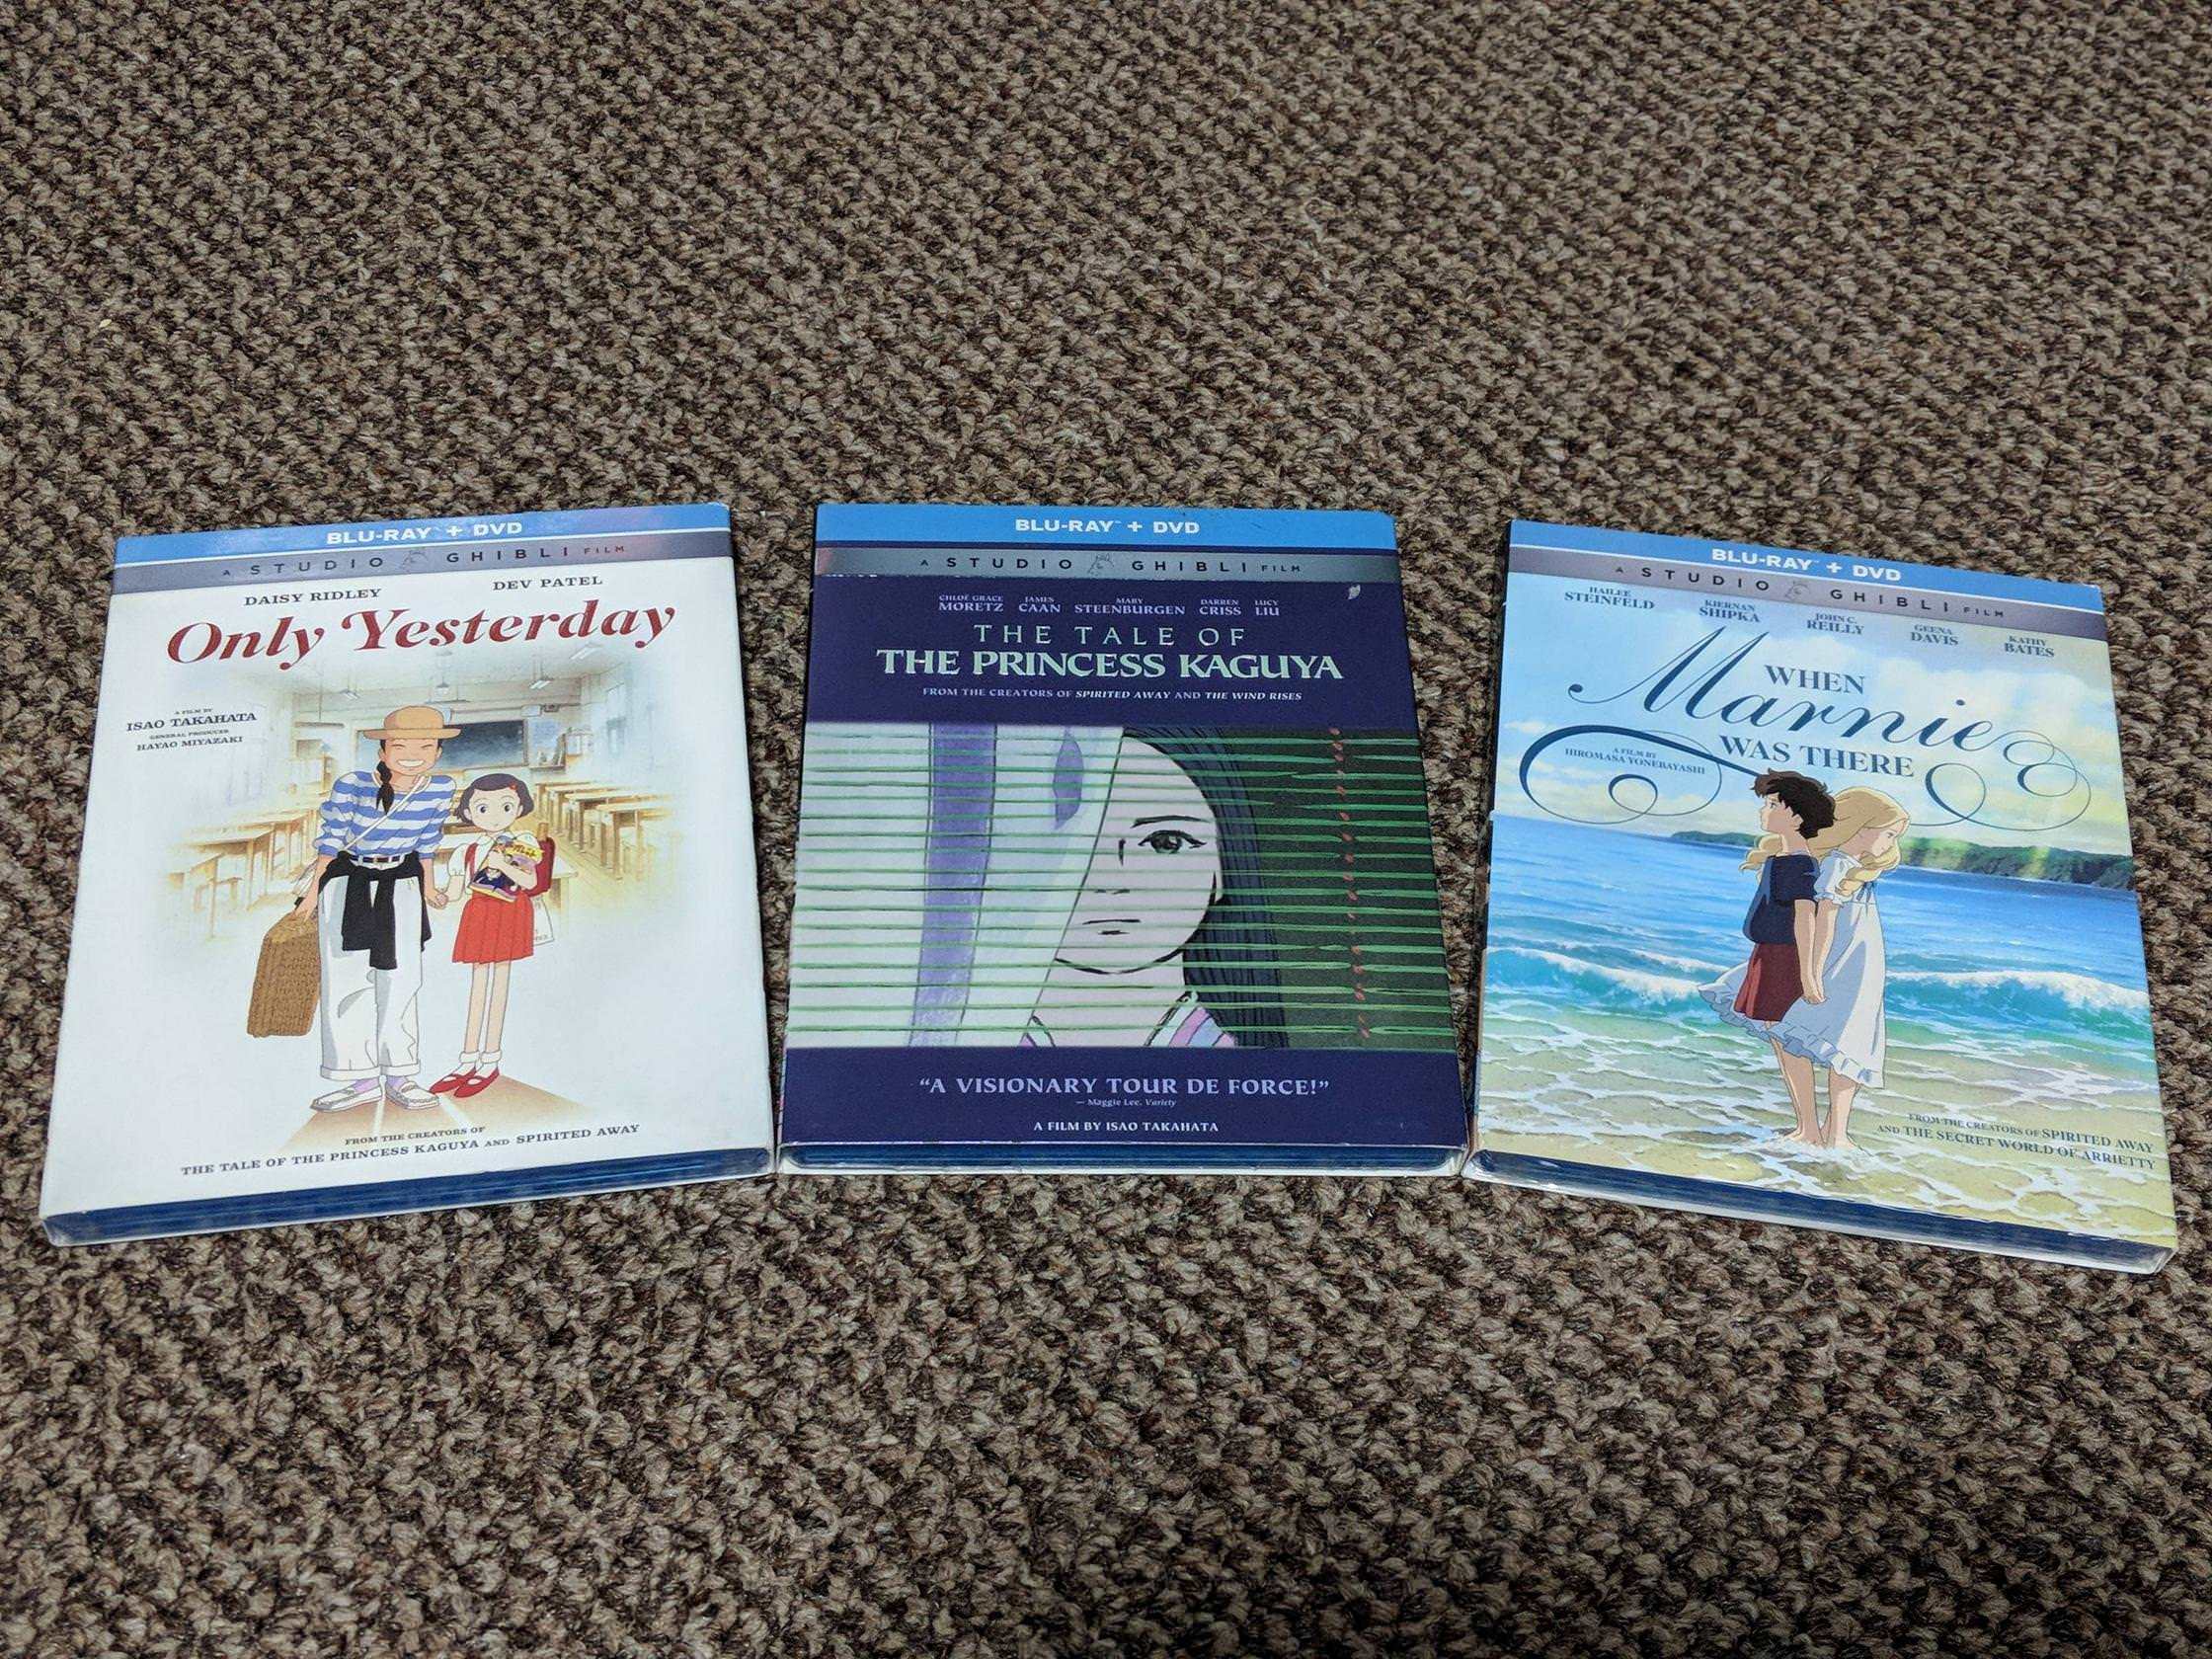 BLU-RAY™ + DVD
A STUDIO GHIBLI FILM
DAISY RIDLEY DEV PATEL
Only Yesterday
A FILM BY
ISAO TAKAHATA
GENERAL PRODUCER
HAYAO MIYAZAKI
FROM THE CREATORS OF
THE TALE OF THE PRINCESS KAGUYA AND SPIRITED AWAY
BLU-RAY™ + DVD
A STUDIO GHIBLI FILM
CHLOË GRACE MORETZ JAMES CAAN MARY STEENBURGEN DARREN CRISS LUCY LIU
THE TALE OF
THE PRINCESS KAGUYA
FROM THE CREATORS OF SPIRITED AWAY AND THE WIND RISES
“A VISIONARY TOUR DE FORCE!”
— Maggie Lee, Variety
A FILM BY ISAO TAKAHATA
BLU-RAY™ + DVD
A STUDIO GHIBLI FILM
HAILEE STEINFELD KIERNAN SHIPKA JOHN C. REILLY GEENA DAVIS KATHY BATES
WHEN
Marnie
WAS THERE
A FILM BY
HIROMASA YONEBAYASHI
FROM THE CREATORS OF SPIRITED AWAY
AND THE SECRET WORLD OF ARRIETTY